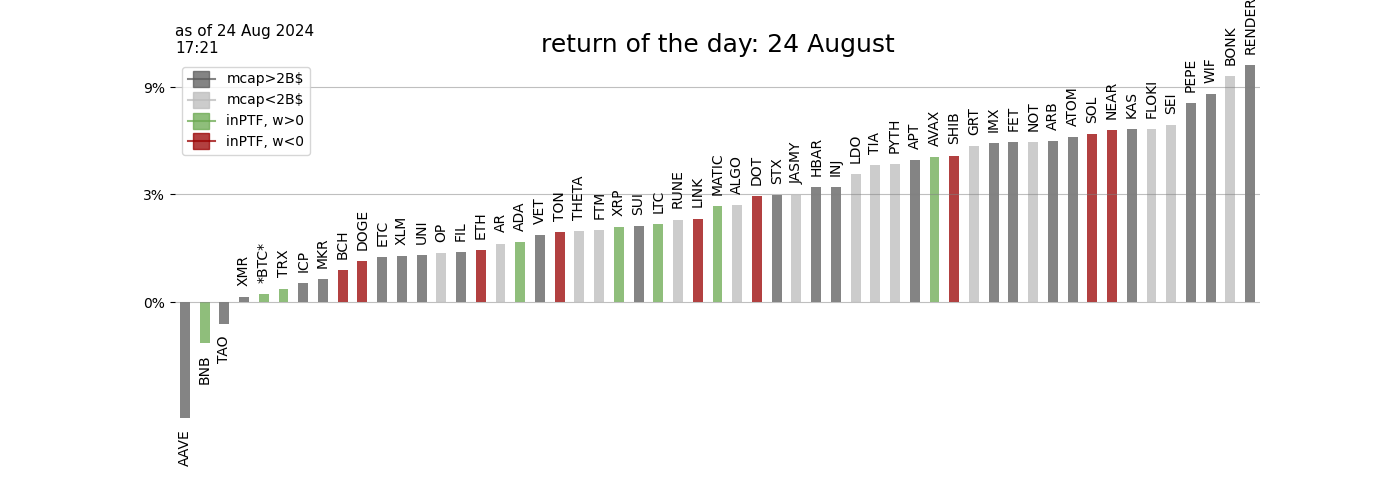 as of 24 Aug 2024
17:21
return of the day: 24 August
mcap>2B$
mcap<2B$
inPTF, w>0
inPTF, w<0
9%
3%
0%
AAVE
BNB
TAO
XMR
*BTC*
TRX
ICP
MKR
BCH
DOGE
ETC
XLM
UNI
OP
FIL
ETH
AR
ADA
VET
TON
THETA
FTM
XRP
SUI
LTC
RUNE
LINK
MATIC
ALGO
DOT
STX
JASMY
HBAR
INJ
LDO
TIA
PYTH
APT
AVAX
SHIB
GRT
IMX
FET
NOT
ARB
ATOM
SOL
NEAR
KAS
FLOKI
SEI
PEPE
WIF
BONK
RENDER